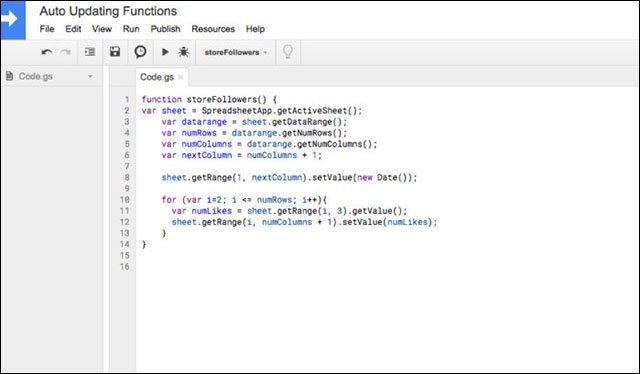 Auto Updating Functions
File Edit View Run Publish Resources Help
storeFollowers
Code.gs
Code.gs ×
1 function storeFollowers() {
2 var sheet = SpreadsheetApp.getActiveSheet();
3 var datarange = sheet.getDataRange();
4 var numRows = datarange.getNumRows();
5 var numColumns = datarange.getNumColumns();
6 var nextColumn = numColumns + 1;
7
8 sheet.getRange(1, nextColumn).setValue(new Date());
9
10 for (var i=2; i <= numRows; i++){
11 var numLikes = sheet.getRange(i, 3).getValue();
12 sheet.getRange(i, numColumns + 1).setValue(numLikes);
13 }
14 }
15
16